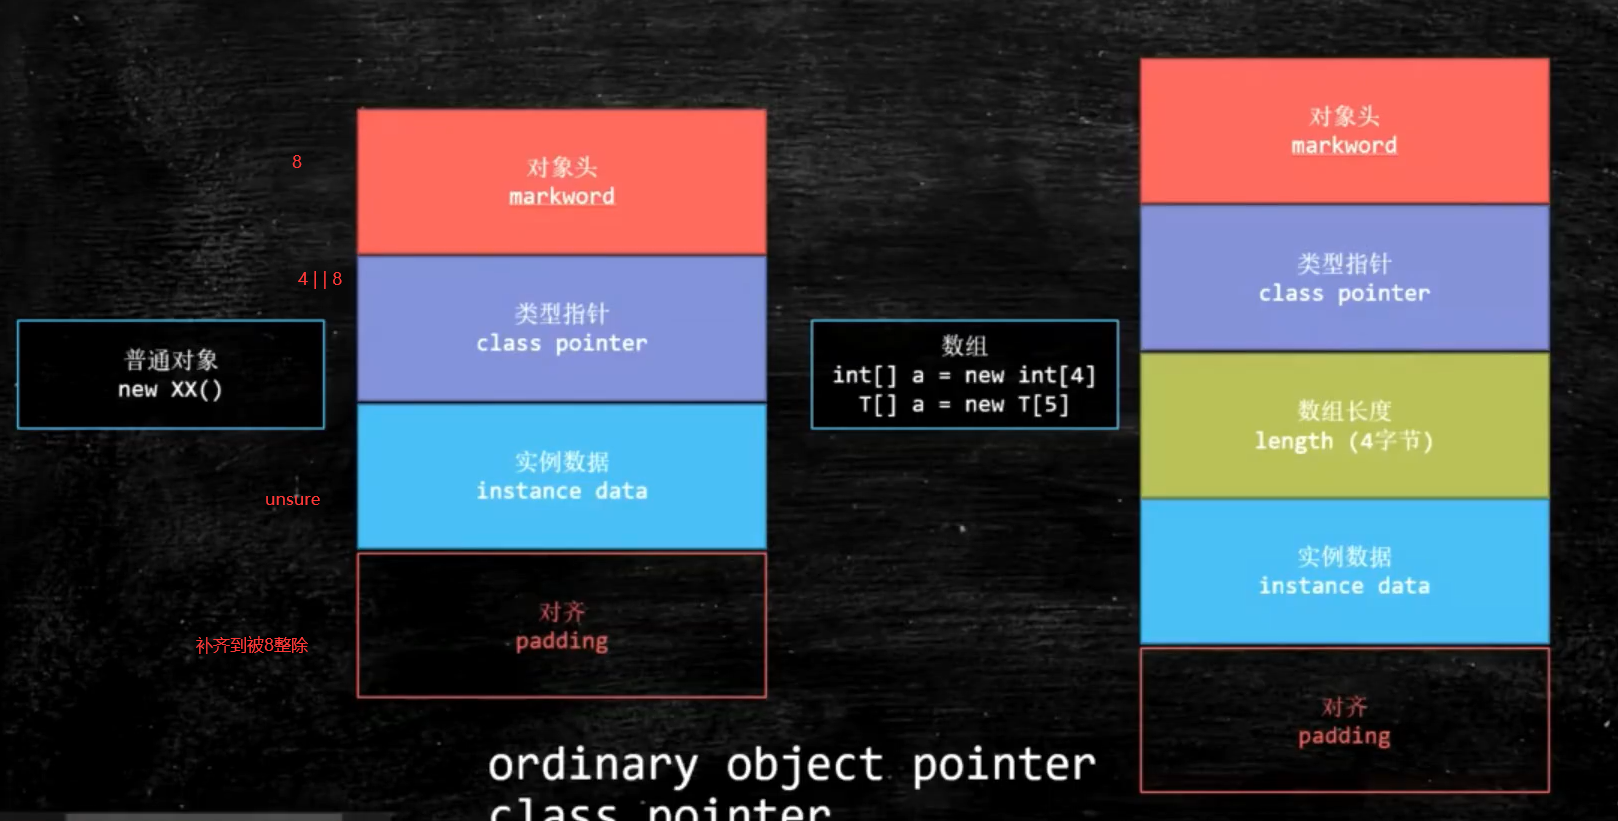 8
对象头
markword
4||8
类型指针
class pointer
普通对象
new XX()
实例数据
instance data
unsure
对齐
padding
补齐到被8整除
对象头
markword
类型指针
class pointer
数组
int[] a = new int[4]
T[] a = new T[5]
数组长度
length (4字节)
实例数据
instance data
对齐
padding
ordinary object pointer
class pointer